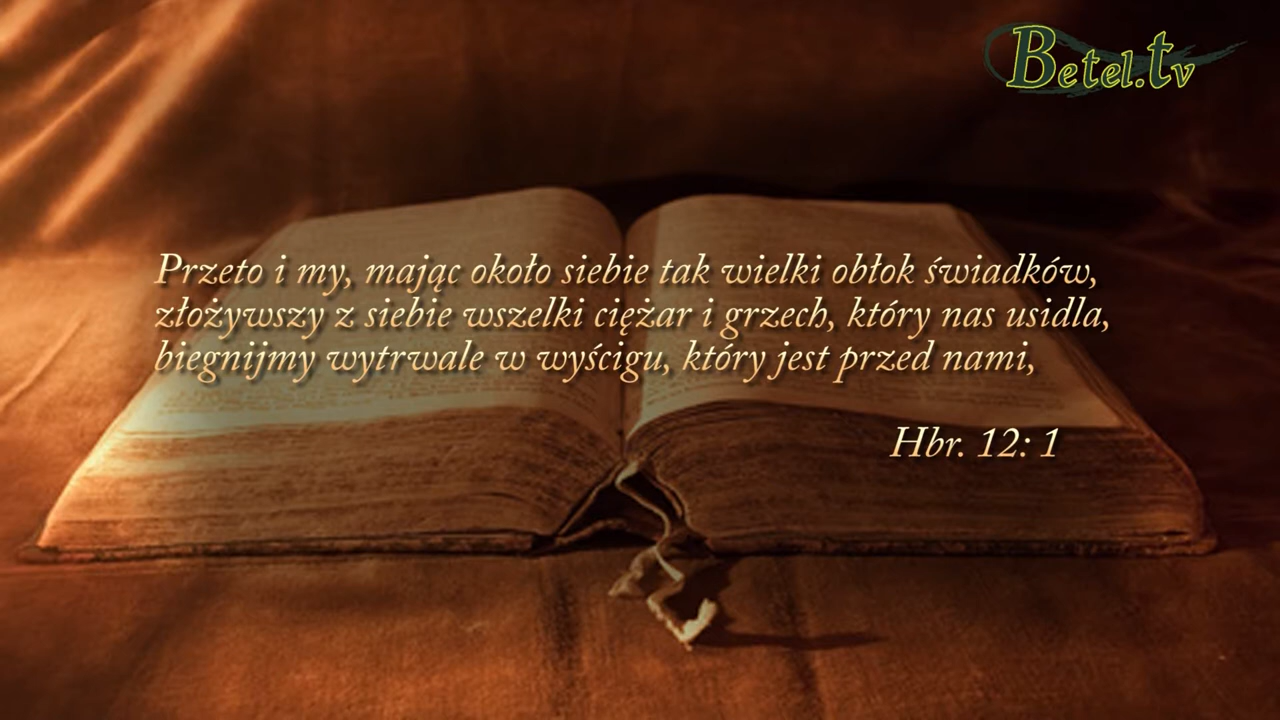 Betel.tv
Przeto i my, mając około siebie tak wielki obłok świadków,
złożywszy z siebie wszelki ciężar i grzech, który nas usidla,
biegnijmy wytrwale w wyścigu, który jest przed nami,
Hbr. 12: 1